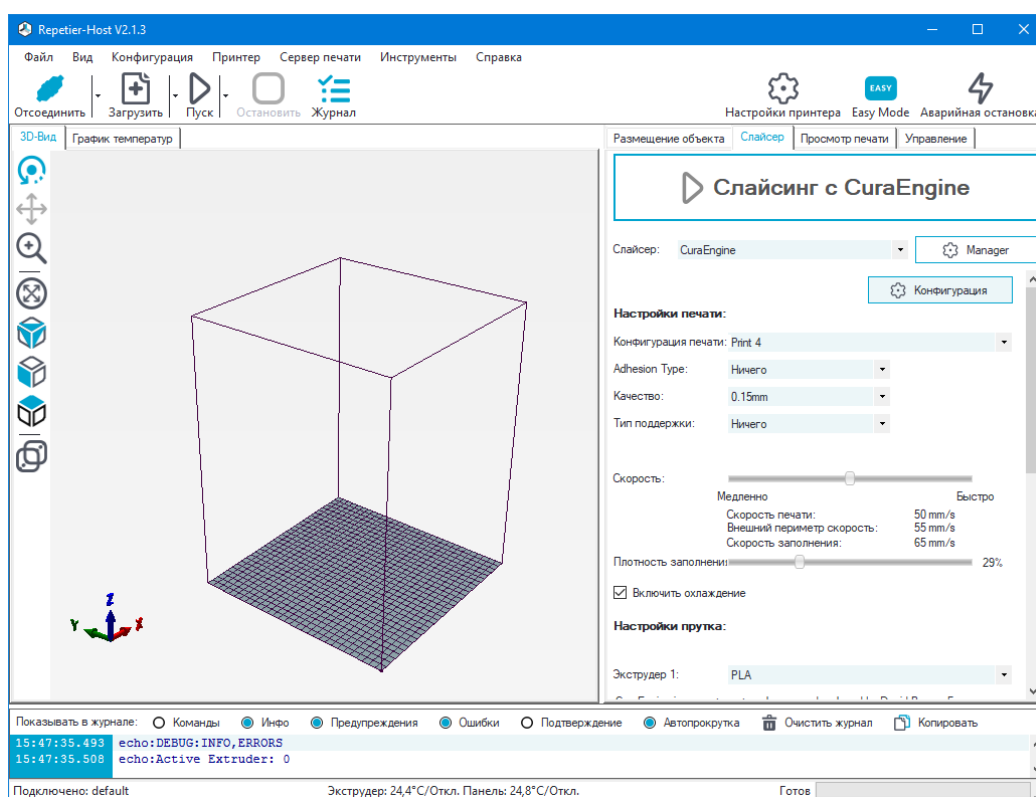 Repetier-Host V2.1.3
Файл Вид Конфигурация Принтер Сервер печати Инструменты Справка
EASY
Отсоединить Загрузить Пуск Остановить Журнал Настройки принтера Easy Mode Аварийная остановка
3D-Вид График температур
Размещение объекта Слайсер Просмотр печати Управление
Слайсинг с CuraEngine
Слайсер: CuraEngine Manager
Конфигурация
Настройки печати:
Конфигурация печати: Print 4
Adhesion Type: Ничего
Качество: 0.15mm
Тип поддержки: Ничего
Скорость:
Медленно Быстро
Скорость печати: 50 mm/s
Внешний периметр скорость: 55 mm/s
Скорость заполнения: 65 mm/s
Плотность заполнени 29%
Включить охлаждение
Настройки прутка:
Экструдер 1: PLA
Z
Y X
Показывать в журнале: Команды Инфо Предупреждения Ошибки Подтверждение Автопрокрутка Очистить журнал Копировать
15:47:35.493 echo:DEBUG:INFO,ERRORS
15:47:35.508 echo:Active Extruder: 0
Подключено: default Экструдер: 24,4°C/Откл. Панель: 24,8°C/Откл. Готов